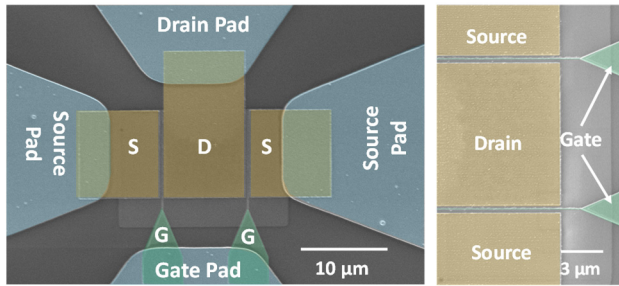 Drain Pad
Source
Pad
S
D
S
Source
Pad
G
G
Gate Pad
10 μm
Source
Drain
Gate
Source
3 μm